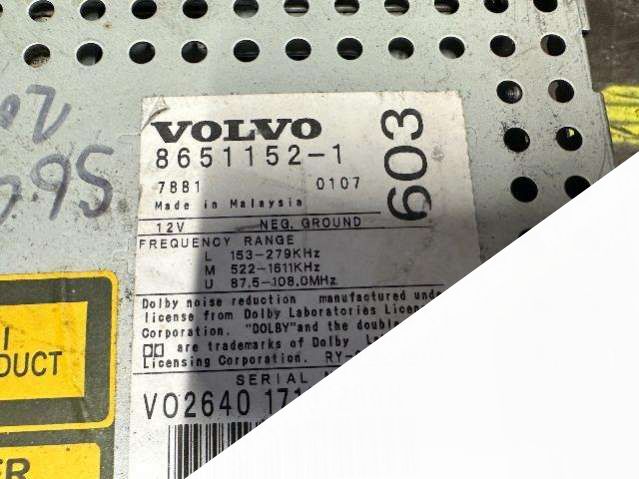 VOLVO
8651152-1
7881 0107
Made in Malaysia
603
12V NEG. GROUND
FREQUENCY RANGE
L 153-279KHz
M 522-1611KHz
U 87.5-108.0MHz
Dolby noise reduction manufactured
license from Dolby Laboratories
Corporation. "DOLBY" and the
are trademarks of Dolby
Licensing Corporation.
SERIAL
VO2640